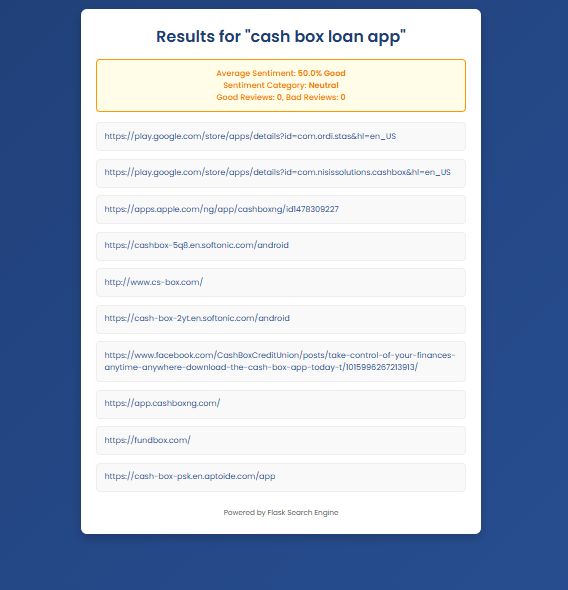 Results for "cash box loan app"
Average Sentiment: 50.0% Good
Sentiment Category: Neutral
Good Reviews: 0, Bad Reviews: 0
https://play.google.com/store/apps/details?id=com.ordi.stas&hl=en_US
https://play.google.com/store/apps/details?id=com.nisissolutions.cashbox&hl=en_US
https://apps.apple.com/ng/app/cashboxng/id1478309227
https://cashbox-5q8.en.softonic.com/android
http://www.cs-box.com/
https://cash-box-2yt.en.softonic.com/android
https://www.facebook.com/CashBoxCreditUnion/posts/take-control-of-your-finances-
anytime-anywhere-download-the-cash-box-app-today-t/1015996267213913/
https://app.cashboxng.com/
https://fundbox.com/
https://cash-box-psk.en.aptoide.com/app
Powered by Flask Search Engine